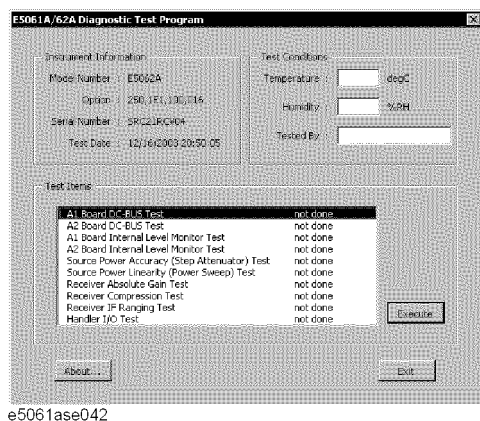 E5061A/62A Diagnostic Test Program
Instrument Information
Model Number : E5062A
Option : 250,1E1,100,016
Serial Number :
Test Date : 12/16/2003 20:50:05
Test Conditions
Temperature : degC
Humidity : %RH
Tested By :
Test Items
A1 Board DC-BUS Test not done
A2 Board DC-BUS Test not done
A1 Board Internal Level Monitor Test not done
A2 Board Internal Level Monitor Test not done
Source Power Accuracy (Step Attenuator) Test not done
Source Power Linearity (Power Sweep) Test not done
Receiver Absolute Gain Test not done
Receiver Compression Test not done
Receiver IF Ranging Test not done
Handler I/O Test not done
Execute
About... Exit
e5061ase042